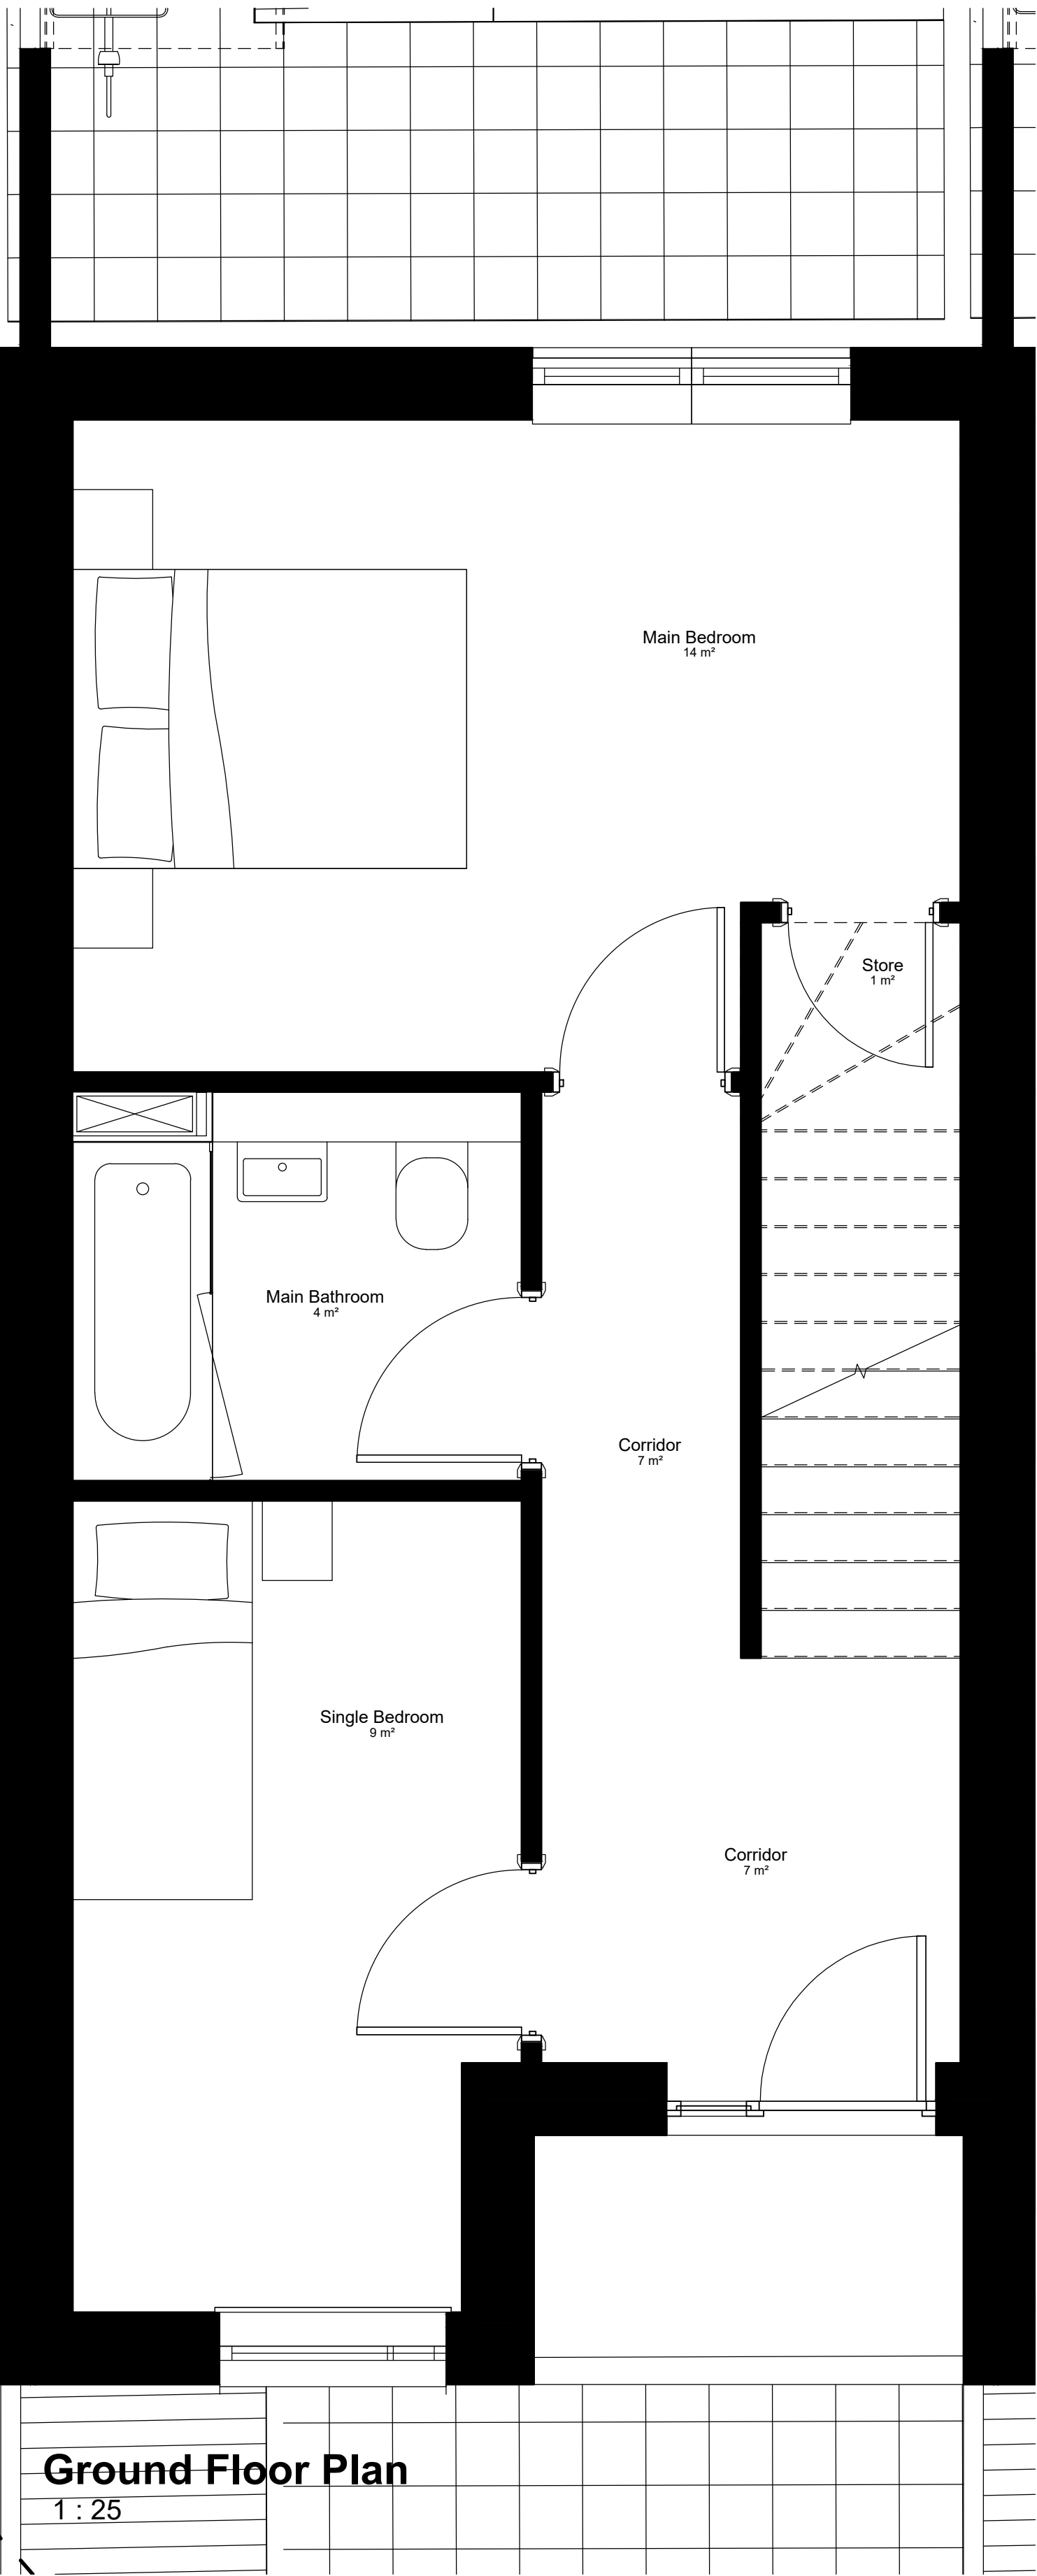 Main Bedroom
14 m²
Store
1 m²
Main Bathroom
4 m²
Corridor
7 m²
Single Bedroom
9 m²
Corridor
7 m²
Ground Floor Plan
1 : 25